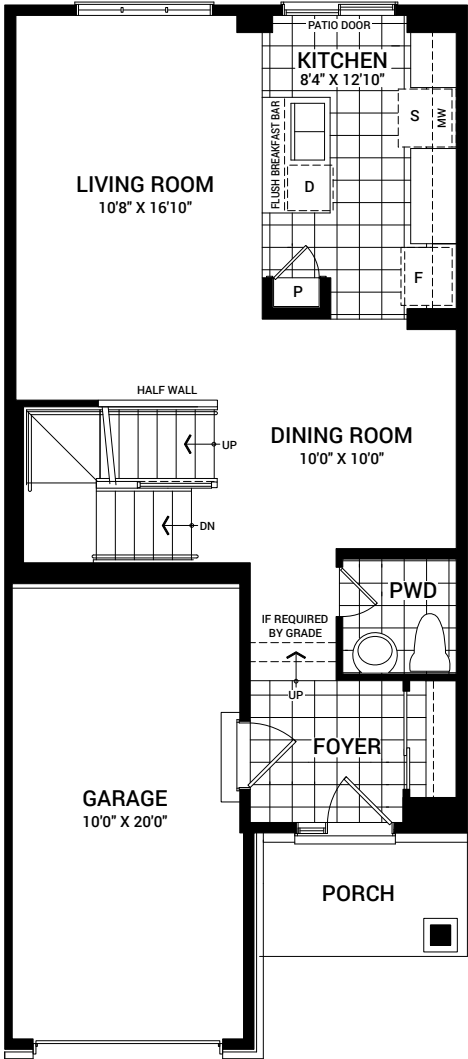 PATIO DOOR
KITCHEN
8'4" X 12'10"
S
MW
FLUSH BREAKFAST BAR
D
LIVING ROOM
10'8" X 16'10"
F
P
HALF WALL
UP
DINING ROOM
10'0" X 10'0"
DN
PWD
IF REQUIRED
BY GRADE
UP
FOYER
GARAGE
10'0" X 20'0"
PORCH